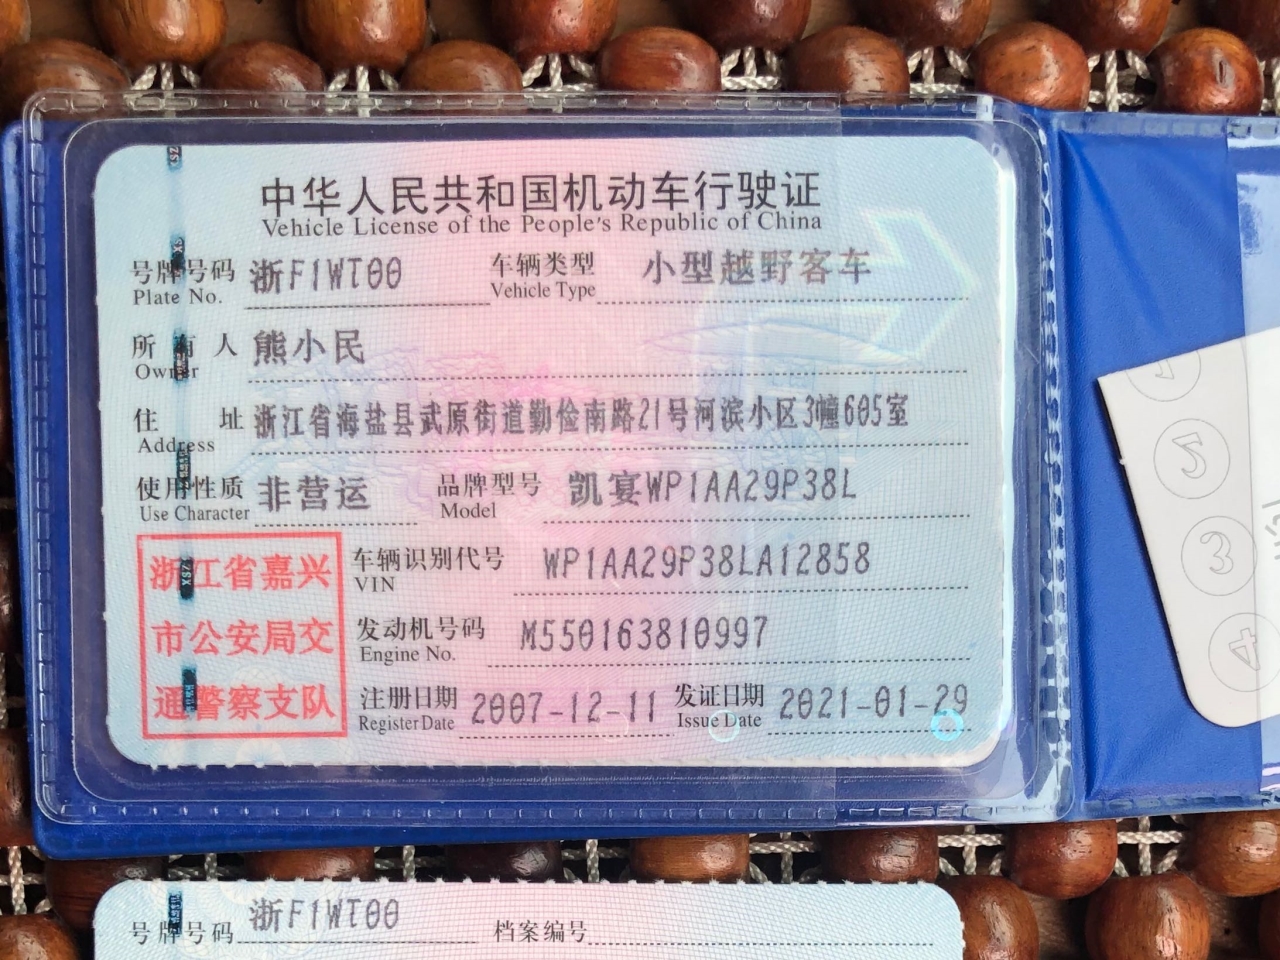 中华人民共和国机动车行驶证
Vehicle License of the People's Republic of China
号牌号码 浙F1WT00 车辆类型 小型越野客车
Plate No. Vehicle Type
所有人 熊小民
Owner
住址 浙江省海盐县武原街道勤俭南路21号河滨小区3幢605室
Address
使用性质 非营运 品牌型号 凯宴WP1AA29P38L
Use Character Model
浙江省嘉兴
市公安局交
通警察支队
车辆识别代号 WP1AA29P38LA12858
VIN
发动机号码 M550163810997
Engine No.
注册日期 2007-12-11 发证日期 2021-01-29
Register Date Issue Date
号牌号码 浙F1WT00 档案编号
2
3
4